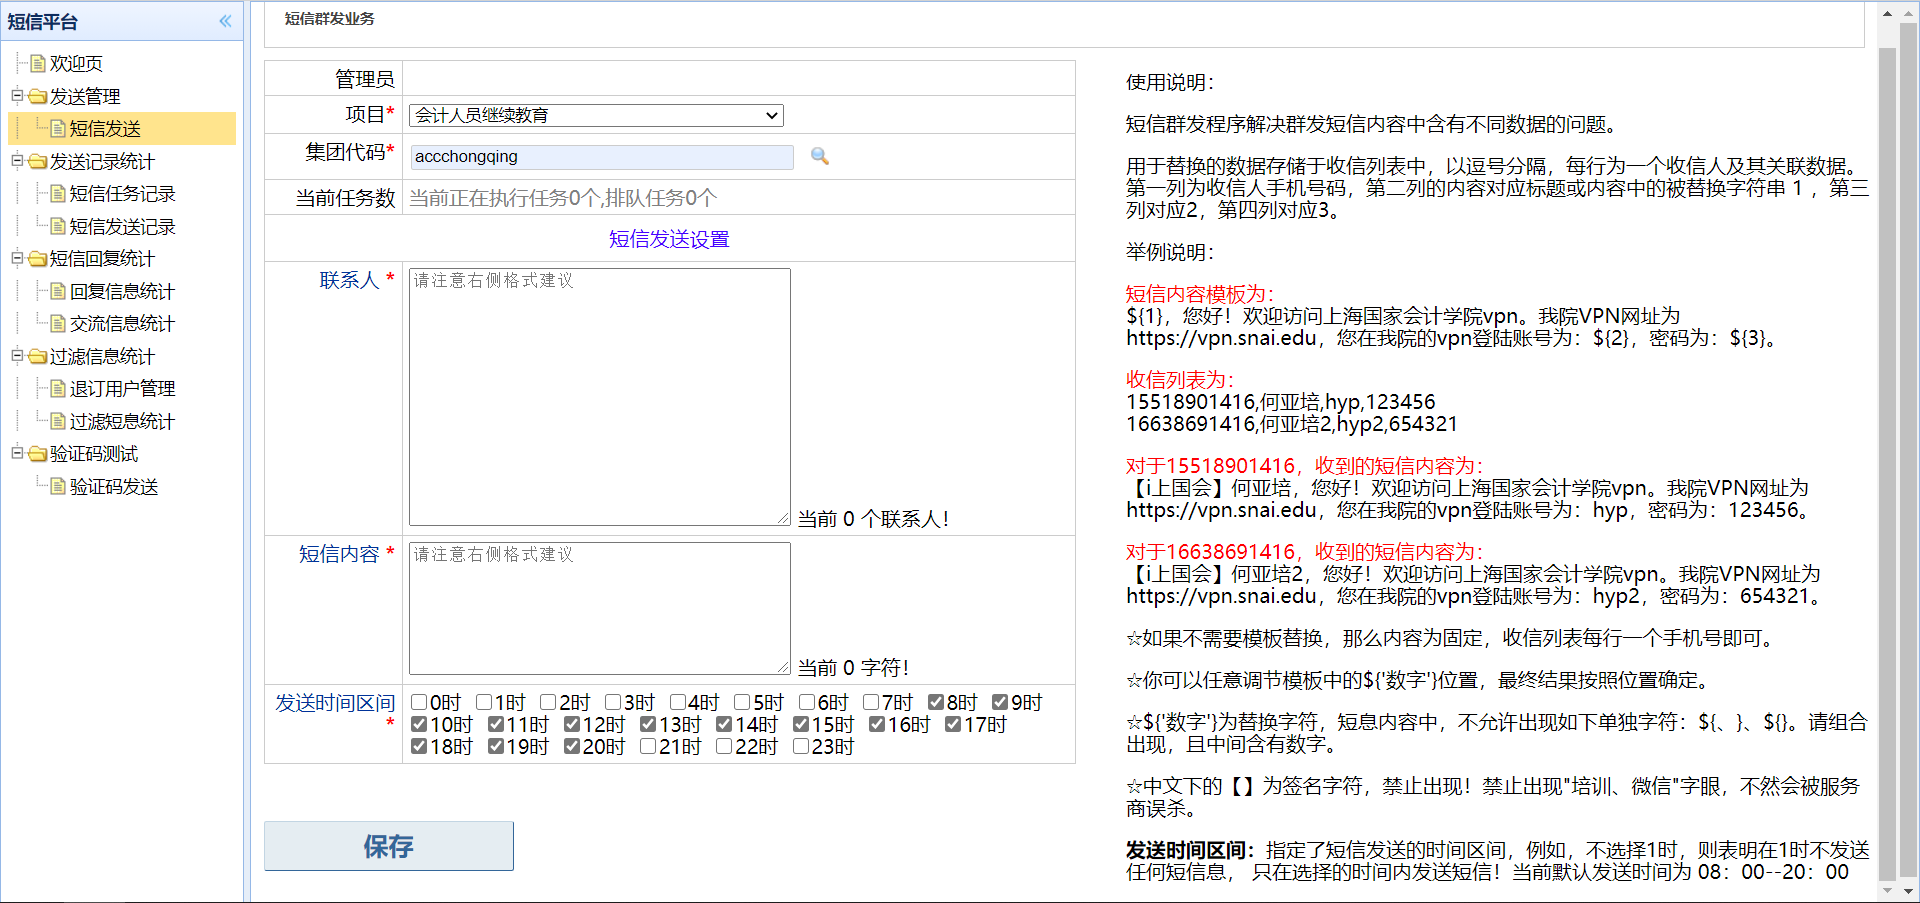 短信平台
欢迎页
发送管理
短信发送
发送记录统计
短信任务记录
短信发送记录
短信回复统计
回复信息统计
交流信息统计
过滤信息统计
退订用户管理
过滤短息统计
验证码测试
验证码发送
短信群发业务
管理员
项目* 会计人员继续教育
集团代码* accchongqing
当前任务数 当前正在执行任务0个,排队任务0个
短信发送设置
联系人 * 请注意右侧格式建议
当前 0 个联系人！
短信内容 * 请注意右侧格式建议
当前 0 字符！
发送时间区间 0时 1时 2时 3时 4时 5时 6时 7时 8时 9时
* 10时 11时 12时 13时 14时 15时 16时 17时
18时 19时 20时 21时 22时 23时
保存
使用说明：
短信群发程序解决群发短信内容中含有不同数据的问题。
用于替换的数据存储于收信列表中，以逗号分隔，每行为一个收信人及其关联数据。
第一列为收信人手机号码，第二列的内容对应标题或内容中的被替换字符串 1 ，第三
列对应2，第四列对应3。
举例说明：
短信内容模板为：
${1}，您好！欢迎访问上海国家会计学院vpn。我院VPN网址为
https://vpn.snai.edu，您在我院的vpn登陆账号为：${2}，密码为：${3}。
收信列表为：
15518901416,何亚培,hyp,123456
16638691416,何亚培2,hyp2,654321
对于15518901416，收到的短信内容为：
【i上国会】何亚培，您好！欢迎访问上海国家会计学院vpn。我院VPN网址为
https://vpn.snai.edu，您在我院的vpn登陆账号为：hyp，密码为：123456。
对于16638691416，收到的短信内容为：
【i上国会】何亚培2，您好！欢迎访问上海国家会计学院vpn。我院VPN网址为
https://vpn.snai.edu，您在我院的vpn登陆账号为：hyp2，密码为：654321。
☆如果不需要模板替换，那么内容为固定，收信列表每行一个手机号即可。
☆你可以任意调节模板中的${'数字'}位置，最终结果按照位置确定。
☆${'数字'}为替换字符，短息内容中，不允许出现如下单独字符：${、}、${}。请组合
出现，且中间含有数字。
☆中文下的【】为签名字符，禁止出现！禁止出现"培训、微信"字眼，不然会被服务
商误杀。
发送时间区间：指定了短信发送的时间区间，例如，不选择1时，则表明在1时不发送
任何短信息， 只在选择的时间内发送短信！当前默认发送时间为 08：00--20：00